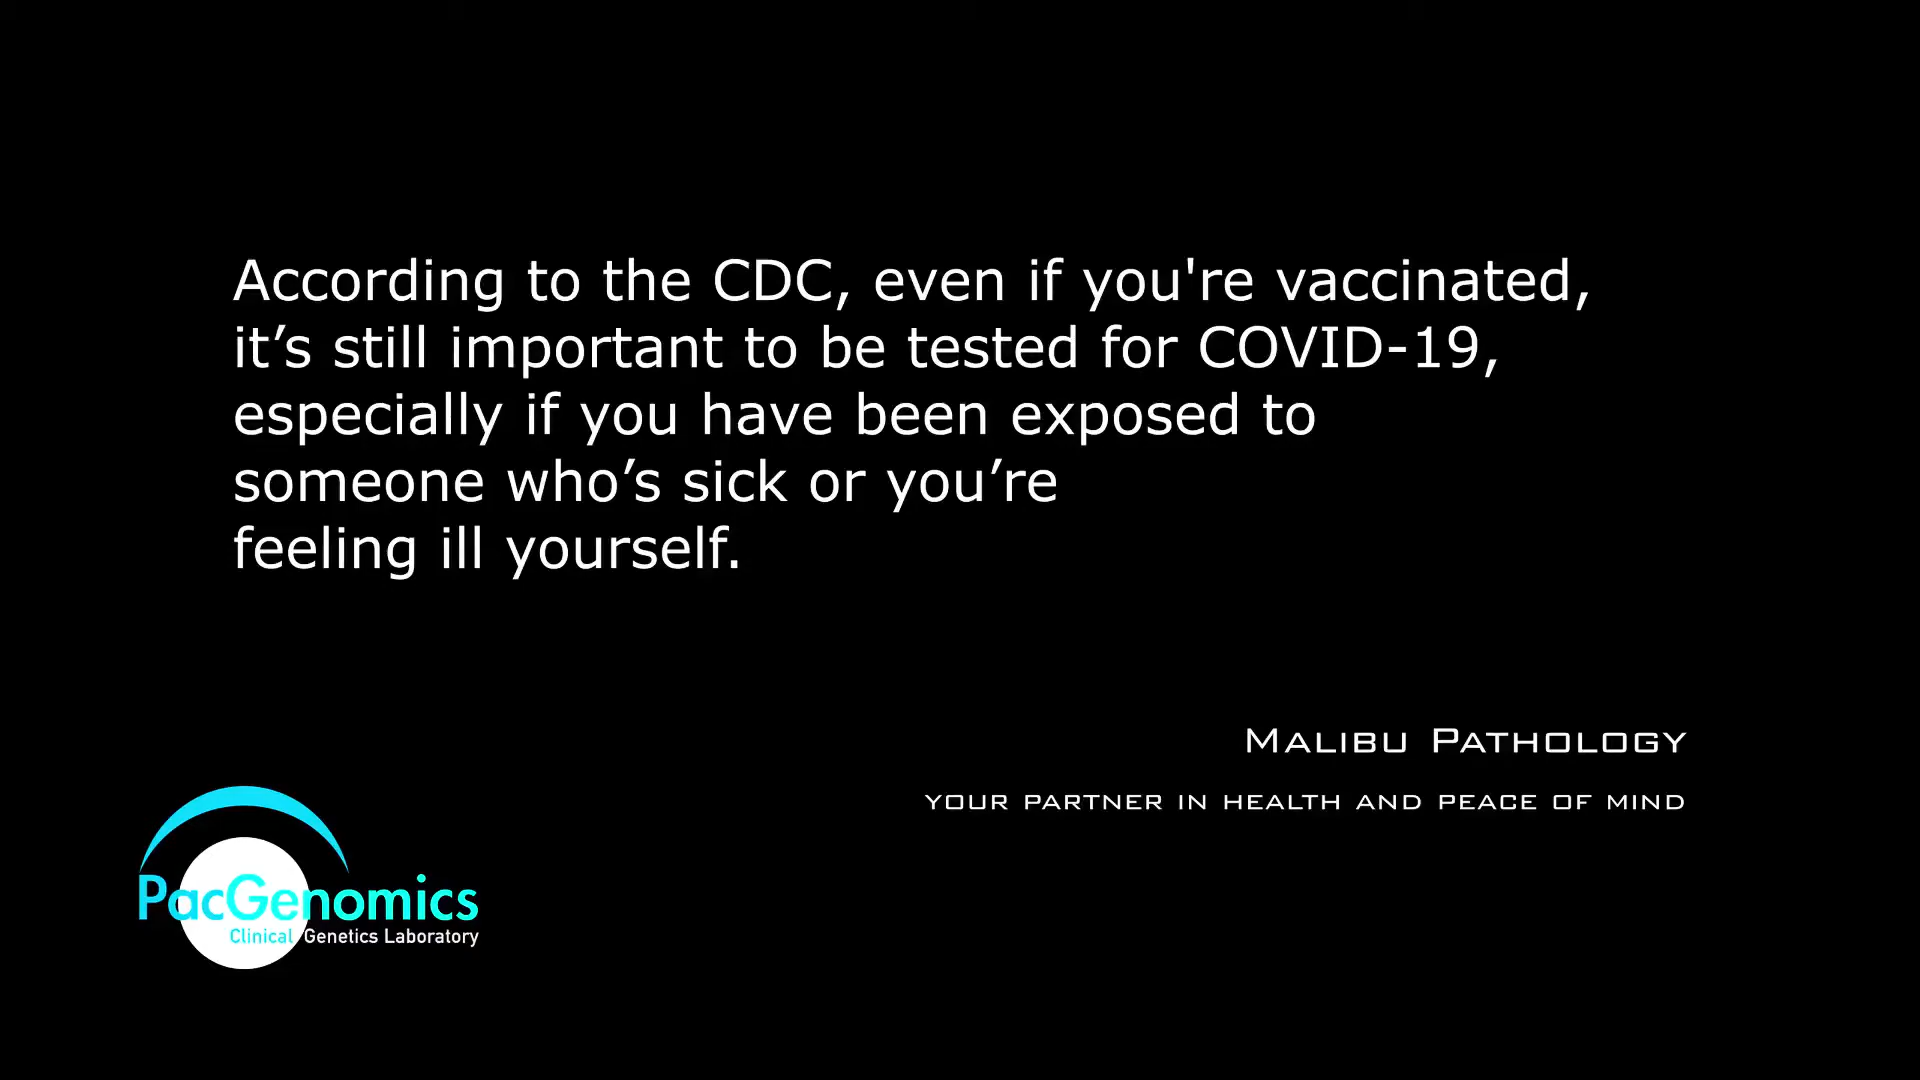 According to the CDC, even if you're vaccinated,
it’s still important to be tested for COVID-19,
especially if you have been exposed to
someone who’s sick or you’re
feeling ill yourself.
Malibu Pathology
your partner in health and peace of mind
PacGenomics
Clinical Genetics Laboratory